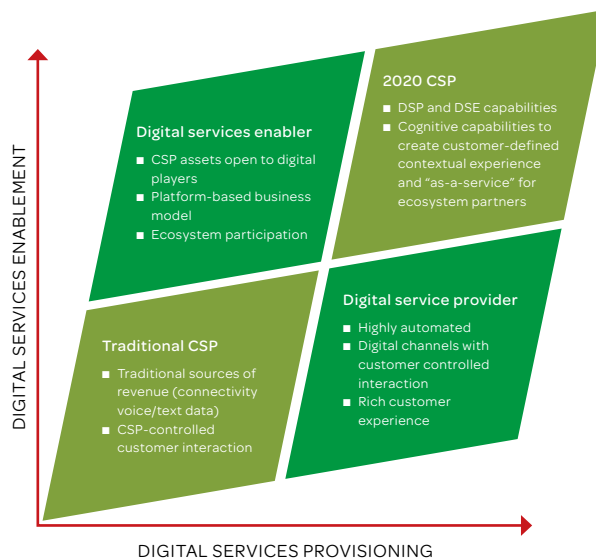 DIGITAL SERVICES ENABLEMENT
Digital services enabler
■ CSP assets open to digital
players
■ Platform-based business
model
■ Ecosystem participation
2020 CSP
■ DSP and DSE capabilities
■ Cognitive capabilities to
create customer-defined
contextual experience
and “as-a-service” for
ecosystem partners
Traditional CSP
■ Traditional sources of
revenue (connectivity
voice/text data)
■ CSP-controlled
customer interaction
Digital service provider
■ Highly automated
■ Digital channels with
customer controlled
interaction
■ Rich customer
experience
DIGITAL SERVICES PROVISIONING